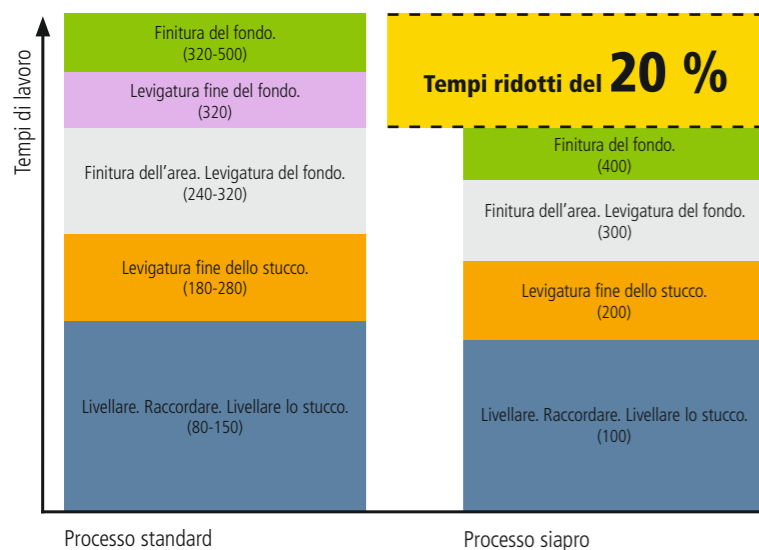 Tempi di lavoro
Finitura del fondo.
(320-500)
Levigatura fine del fondo.
(320)
Finitura dell'area. Levigatura del fondo.
(240-320)
Levigatura fine dello stucco.
(180-280)
Livellare. Raccordare. Livellare lo stucco.
(80-150)
Processo standard
Tempi ridotti del 20 %
Finitura del fondo.
(400)
Finitura dell'area. Levigatura del fondo.
(300)
Levigatura fine dello stucco.
(200)
Livellare. Raccordare. Livellare lo stucco.
(100)
Processo siapro